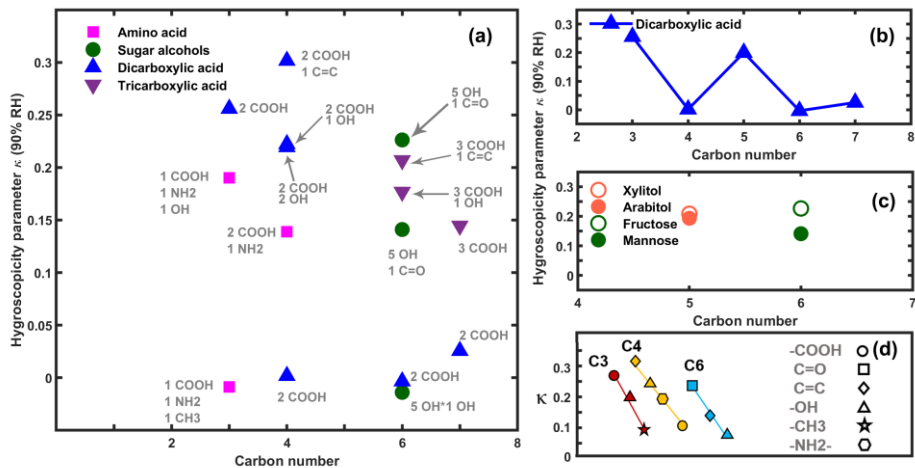 (a)
Amino acid
Sugar alcohols
Dicarboxylic acid
Tricarboxylic acid
Hygroscopicity parameter κ (90% RH)
0.3
0.25
0.2
0.15
0.1
0.05
0
2 COOH
1 C=C
2 COOH
2 COOH
1 OH
2 COOH
2 OH
5 OH
1 C=O
3 COOH
1 C=C
3 COOH
1 OH
1 COOH
1 NH2
1 OH
2 COOH
1 NH2
5 OH
1 C=O
3 COOH
2 COOH
2 COOH
2 COOH
1 COOH
1 NH2
1 CH3
5 OH*1 OH
2
4
6
8
Carbon number
(b)
Dicarboxylic acid
Hygroscopicity parameter κ (90% RH)
0.3
0.25
0.1
0
2
3
4
5
6
7
8
Carbon number
(c)
Xylitol
Arabitol
Fructose
Mannose
0.3
0.2
0.1
0
4
5
6
7
Carbon number
(d)
C3
C4
C6
κ
0.3
0.2
0.1
0
-COOH
C=O
C=C
-OH
-CH3
-NH2-